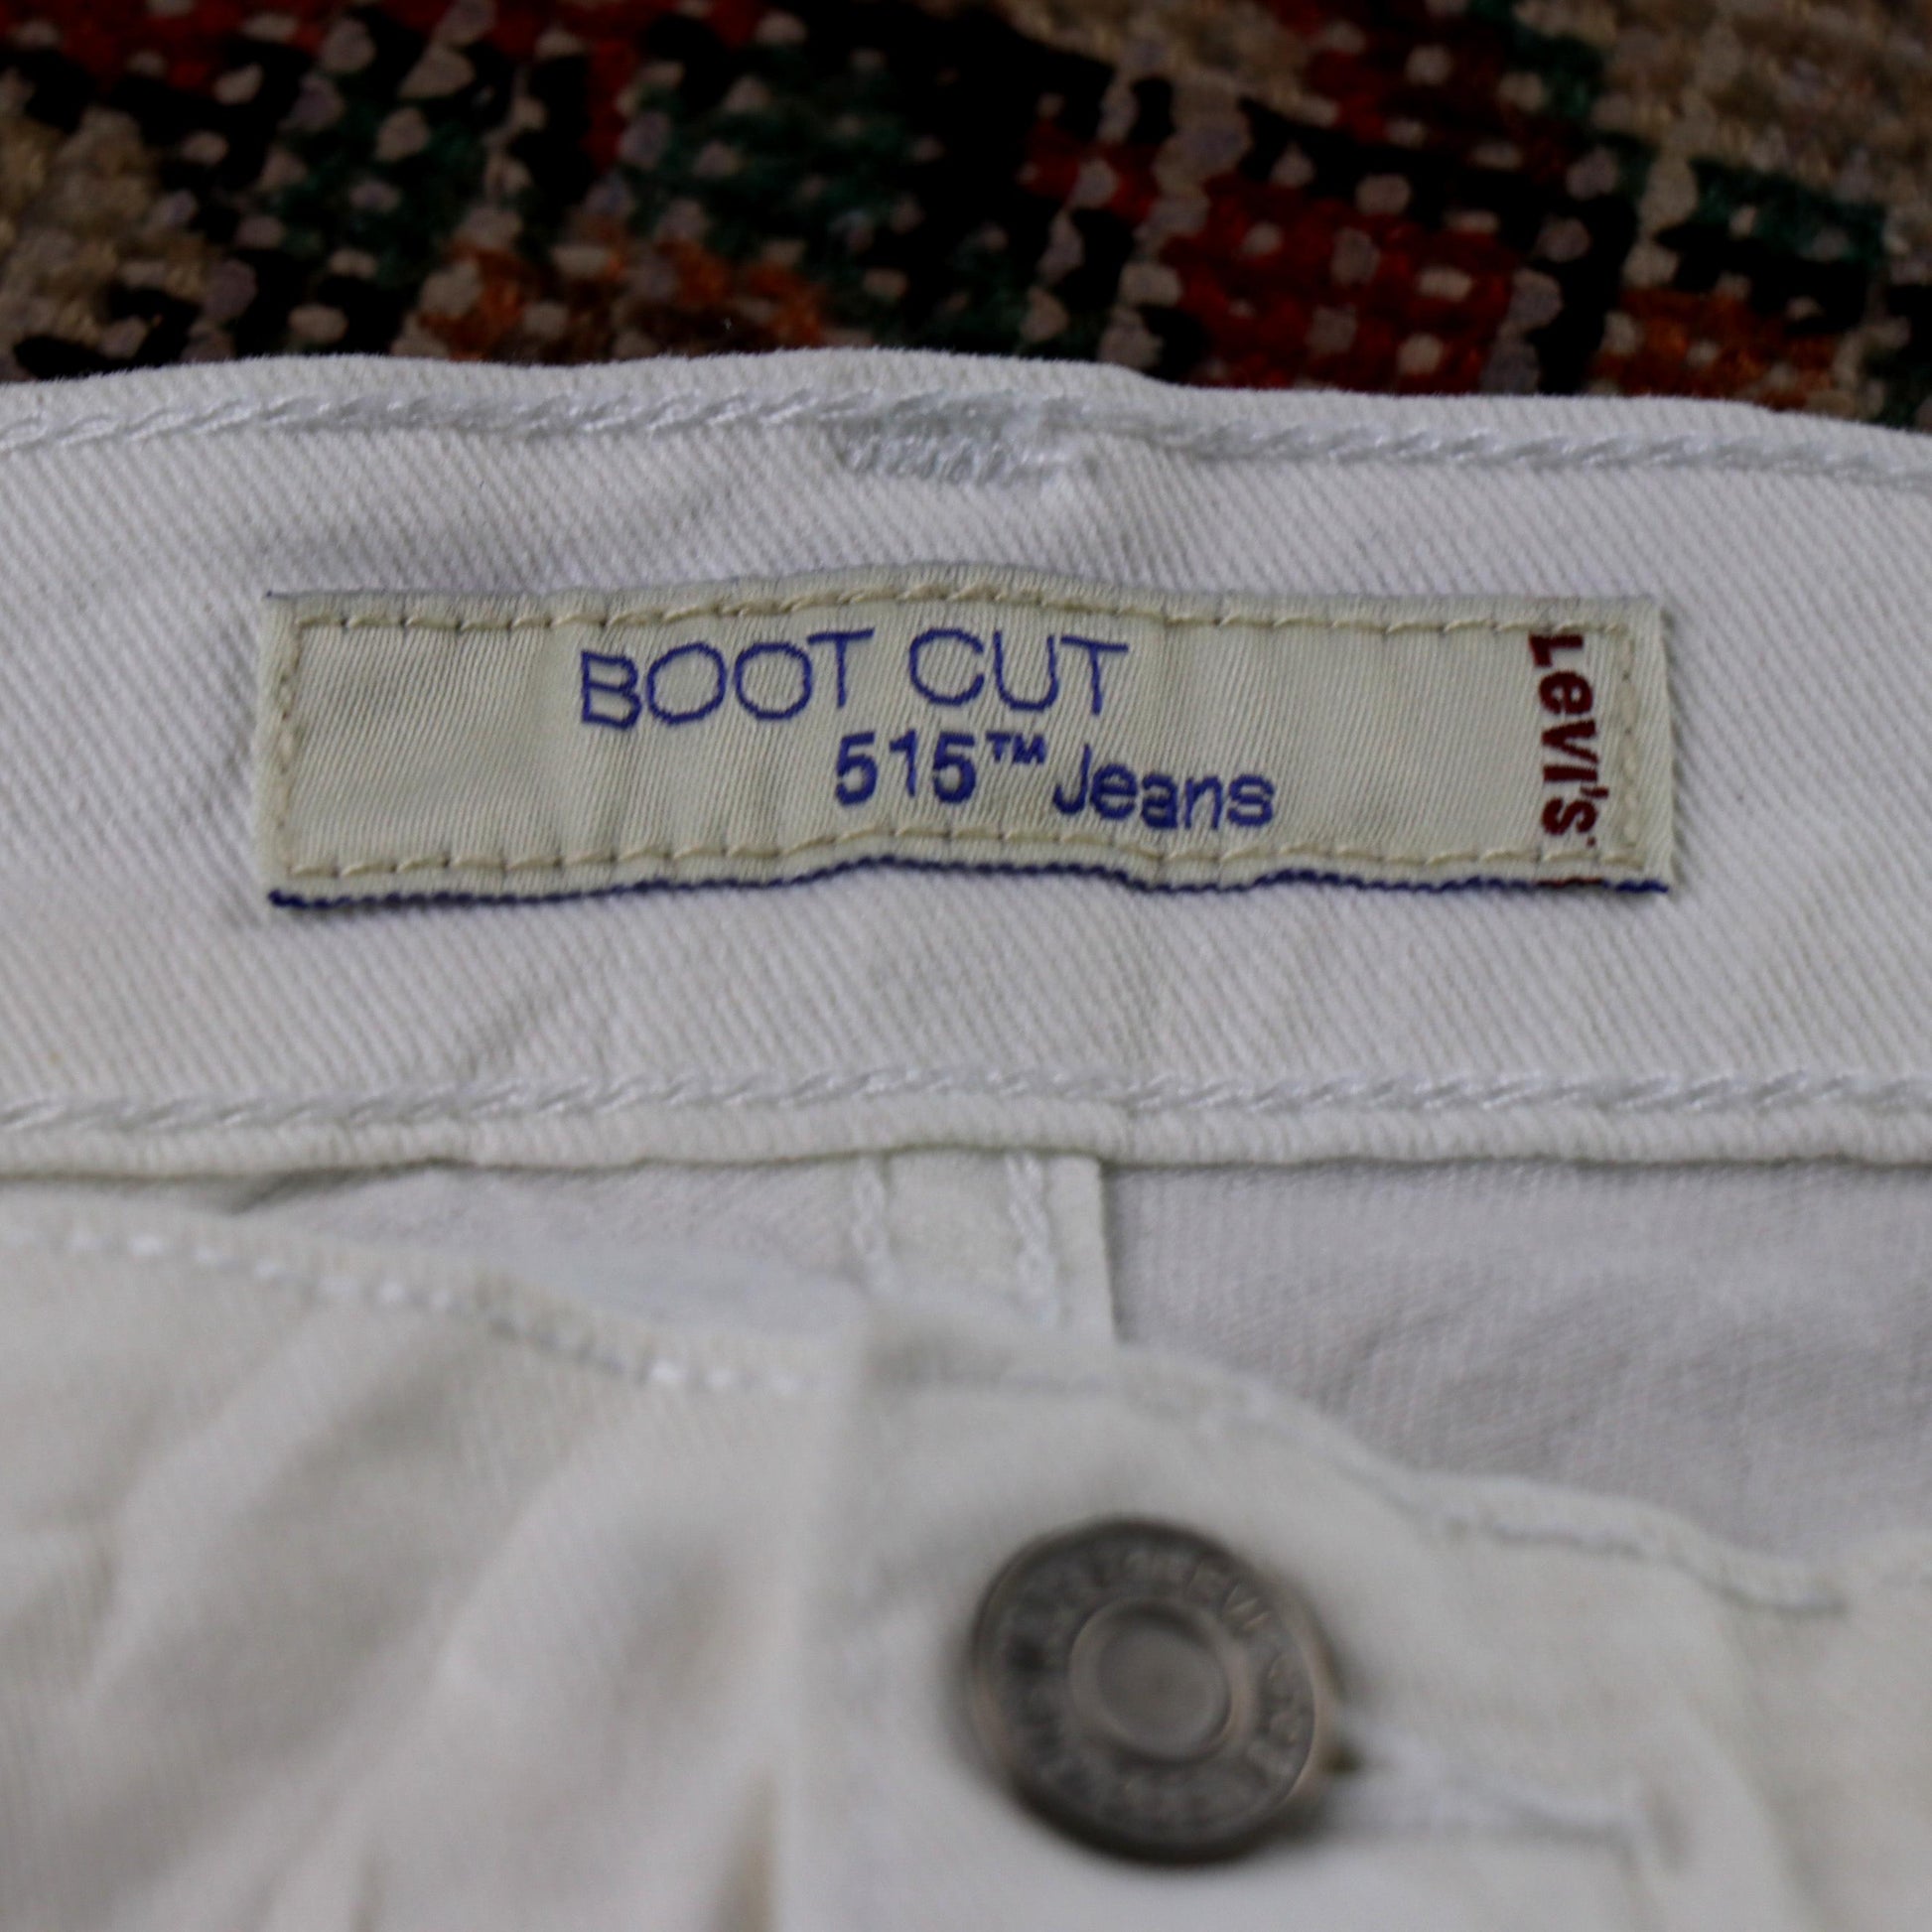 BOOT CUT
515™ Jeans
Levi's